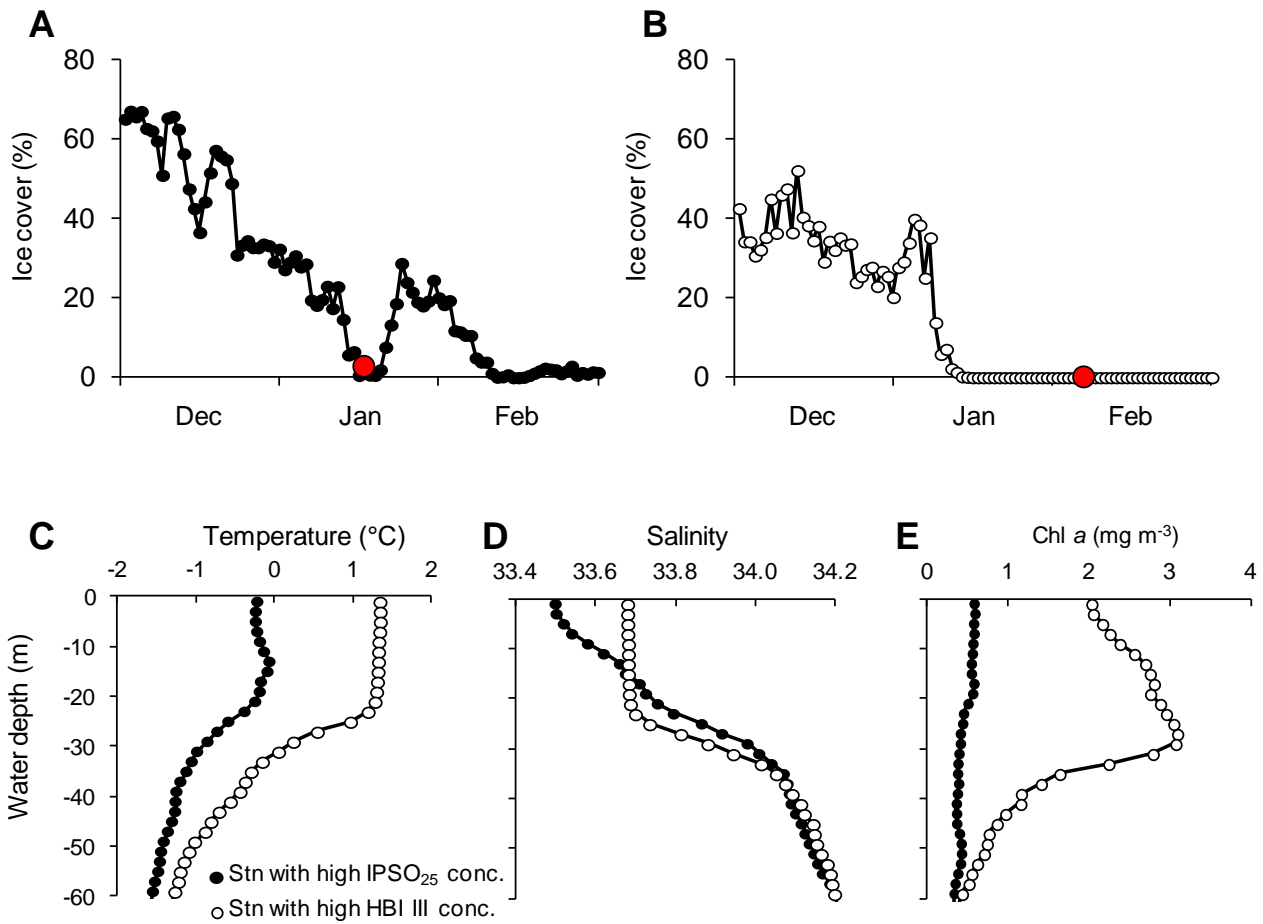 A
B
80
60
40
20
0
Ice cover (%)
Dec
Jan
Feb
80
60
40
20
0
Ice cover (%)
Dec
Jan
Feb
C
Temperature (°C)
-2
-1
0
1
2
0
-10
-20
-30
-40
-50
-60
Water depth (m)
D
Salinity
33.4
33.6
33.8
34.0
34.2
E
Chl a (mg m-3)
0
1
2
3
4
Stn with high IPSO25 conc.
Stn with high HBI III conc.